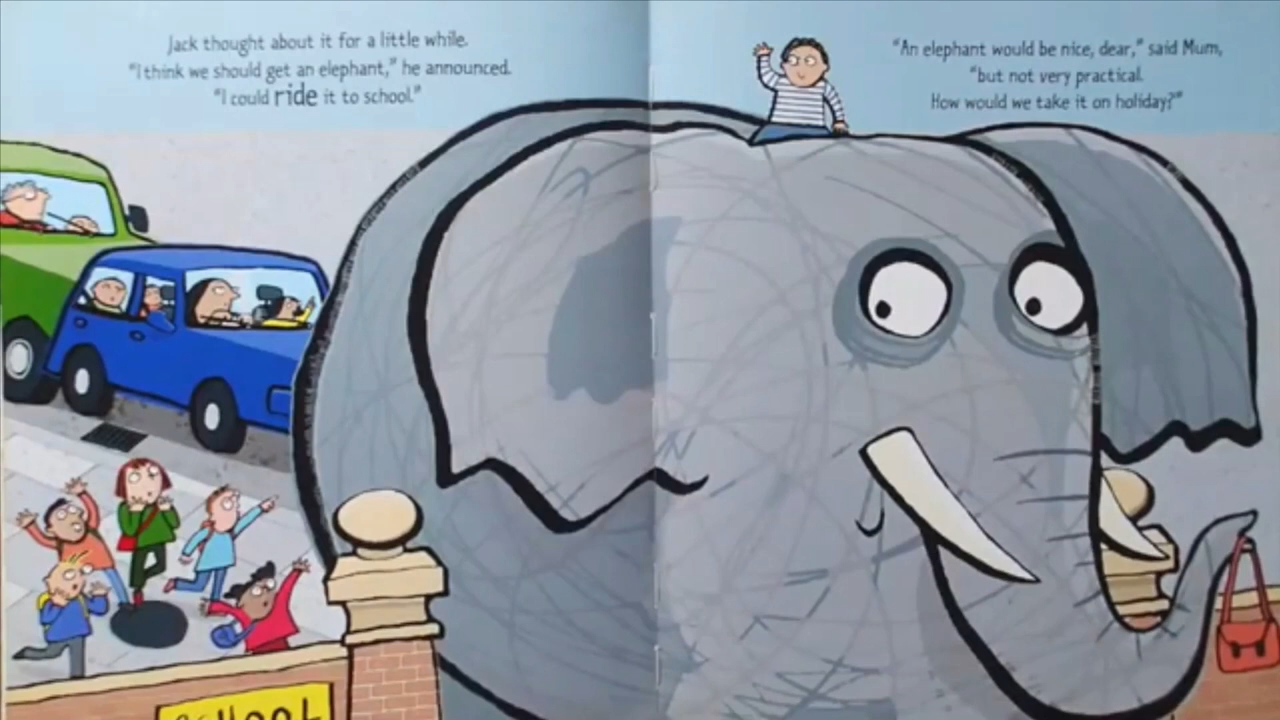 Jack thought about it for a little while.
"I think we should get an elephant," he announced.
"I could ride it to school."
"An elephant would be nice, dear," said Mum,
"but not very practical.
How would we take it on holiday?"
SCHOOL